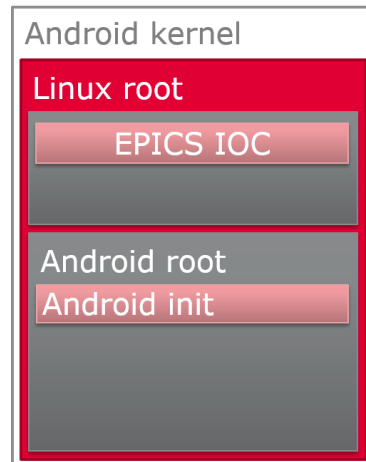 Android kernel
Linux root
EPICS IOC
Android root
Android init